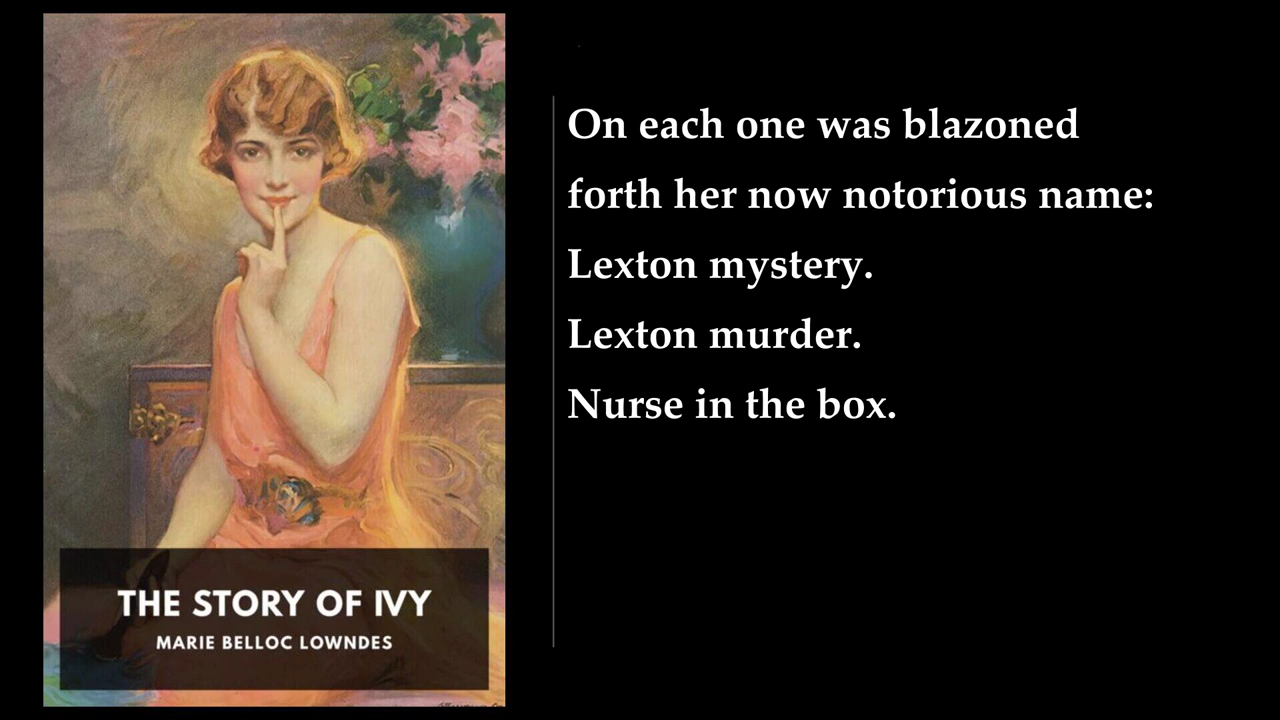 THE STORY OF IVY
MARIE BELLOC LOWNDES
On each one was blazoned
forth her now notorious name:
Lexton mystery.
Lexton murder.
Nurse in the box.